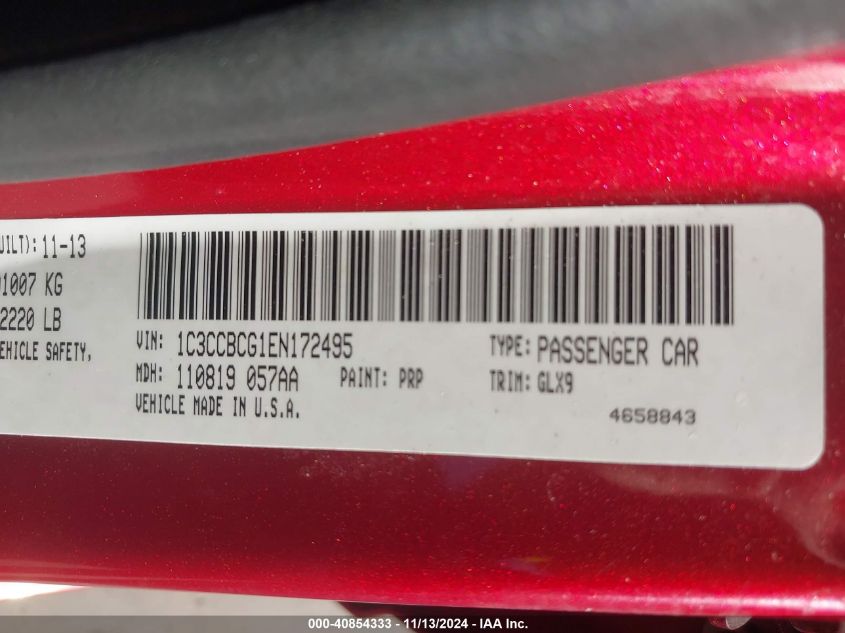 UILT): 11-13
1007 KG
2220 LB
EHICLE SAFETY,
VIN: 1C3CCBCG1EN172495
TYPE: PASSENGER CAR
MDH: 110819 057AA
PAINT: PRP
TRIM: GLX9
VEHICLE MADE IN U.S.A.
4658843
000-40854333 - 11/13/2024 - IAA Inc.